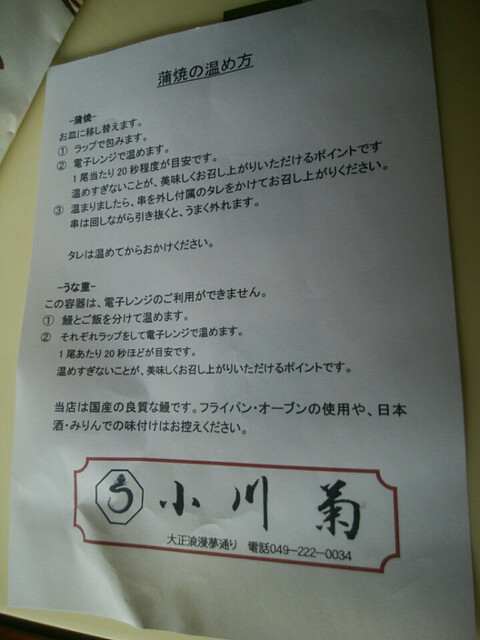 蒲焼の温め方
-蒲焼-
お皿に移し替えます。
① ラップで包みます。
② 電子レンジで温めます。
1尾当たり20秒程度が目安です。
温めすぎないことが、美味しくお召し上がりいただけるポイントです
③ 温まりましたら、串を外し付属のタレをかけてお召し上がりください。
串は回しながら引き抜くと、うまく外れます。
タレは温めてからおかけください。
-うな重-
この容器は、電子レンジのご利用ができません。
① 鰻とご飯を分けて温めます。
② それぞれラップをして電子レンジで温めます。
1尾あたり20秒ほどが目安です。
温めすぎないことが、美味しくお召し上がりいただけるポイントです。
当店は国産の良質な鰻です。フライパン・オーブンの使用や、日本
酒・みりんでの味付けはお控えください。
う 小川菊
大正浪漫夢通り 電話049-222-0034